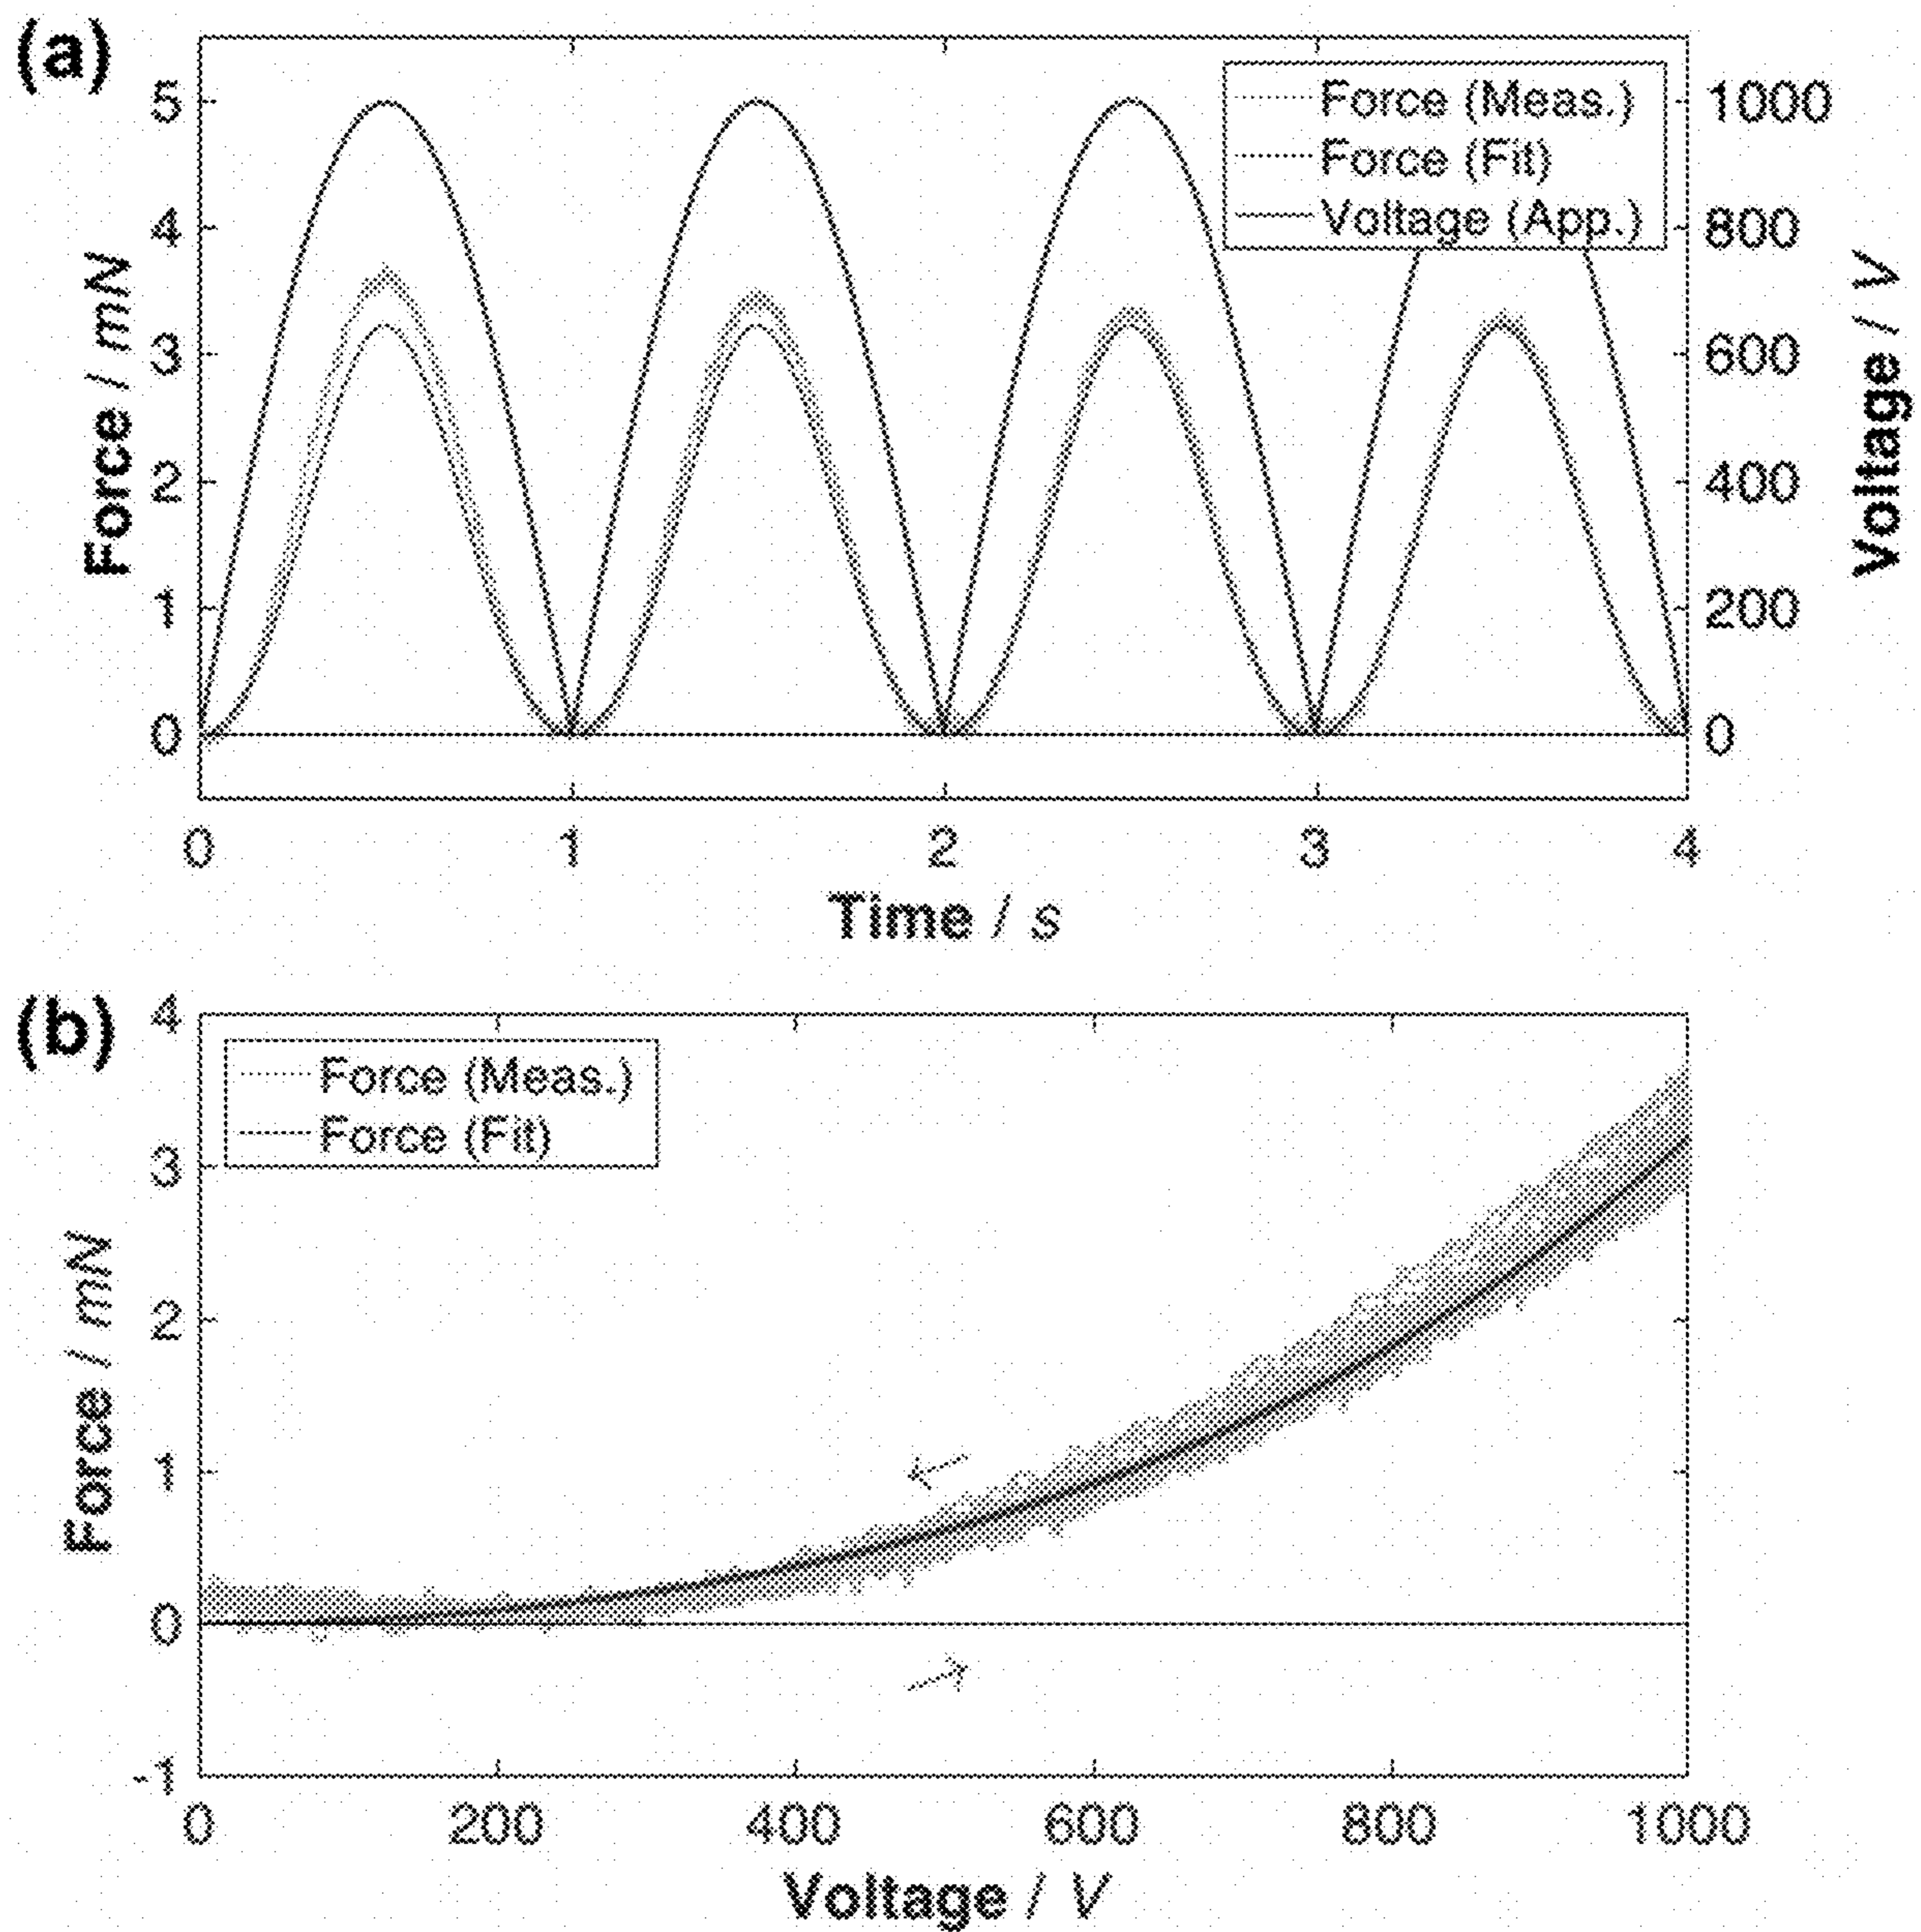 (a)
5
4
3
2
1
0
Force / mN
Force (Meas.)
Force (Fit)
Voltage (App.)
1000
800
600
400
200
0
Voltage / V
0 1 2 3 4
Time / s
(b)
4
3
2
1
0
-1
Force / mN
Force (Meas.)
Force (Fit)
0 200 400 600 800 1000
Voltage / V